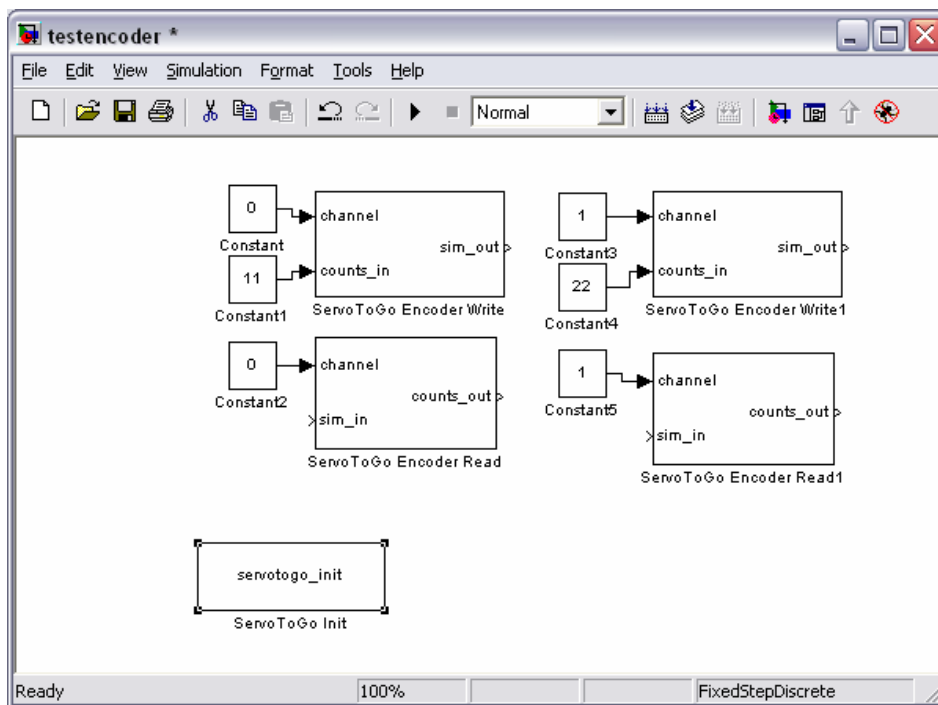 testencoder *
File Edit View Simulation Format Tools Help
Normal
0
channel
sim_out
Constant
11
counts_in
Constant1
ServoToGo Encoder Write
1
channel
sim_out
Constant3
22
counts_in
Constant4
ServoToGo Encoder Write1
0
channel
counts_out
Constant2
sim_in
ServoToGo Encoder Read
1
channel
counts_out
Constant5
sim_in
ServoToGo Encoder Read1
servotogo_init
ServoToGo Init
Ready 100% FixedStepDiscrete